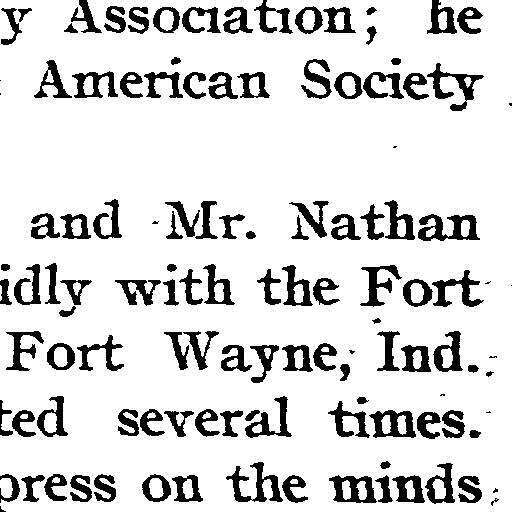 y Association; he
American Society
and Mr. Nathan
idly with the Fort
Fort Wayne, Ind.
ted several times.
press on the minds